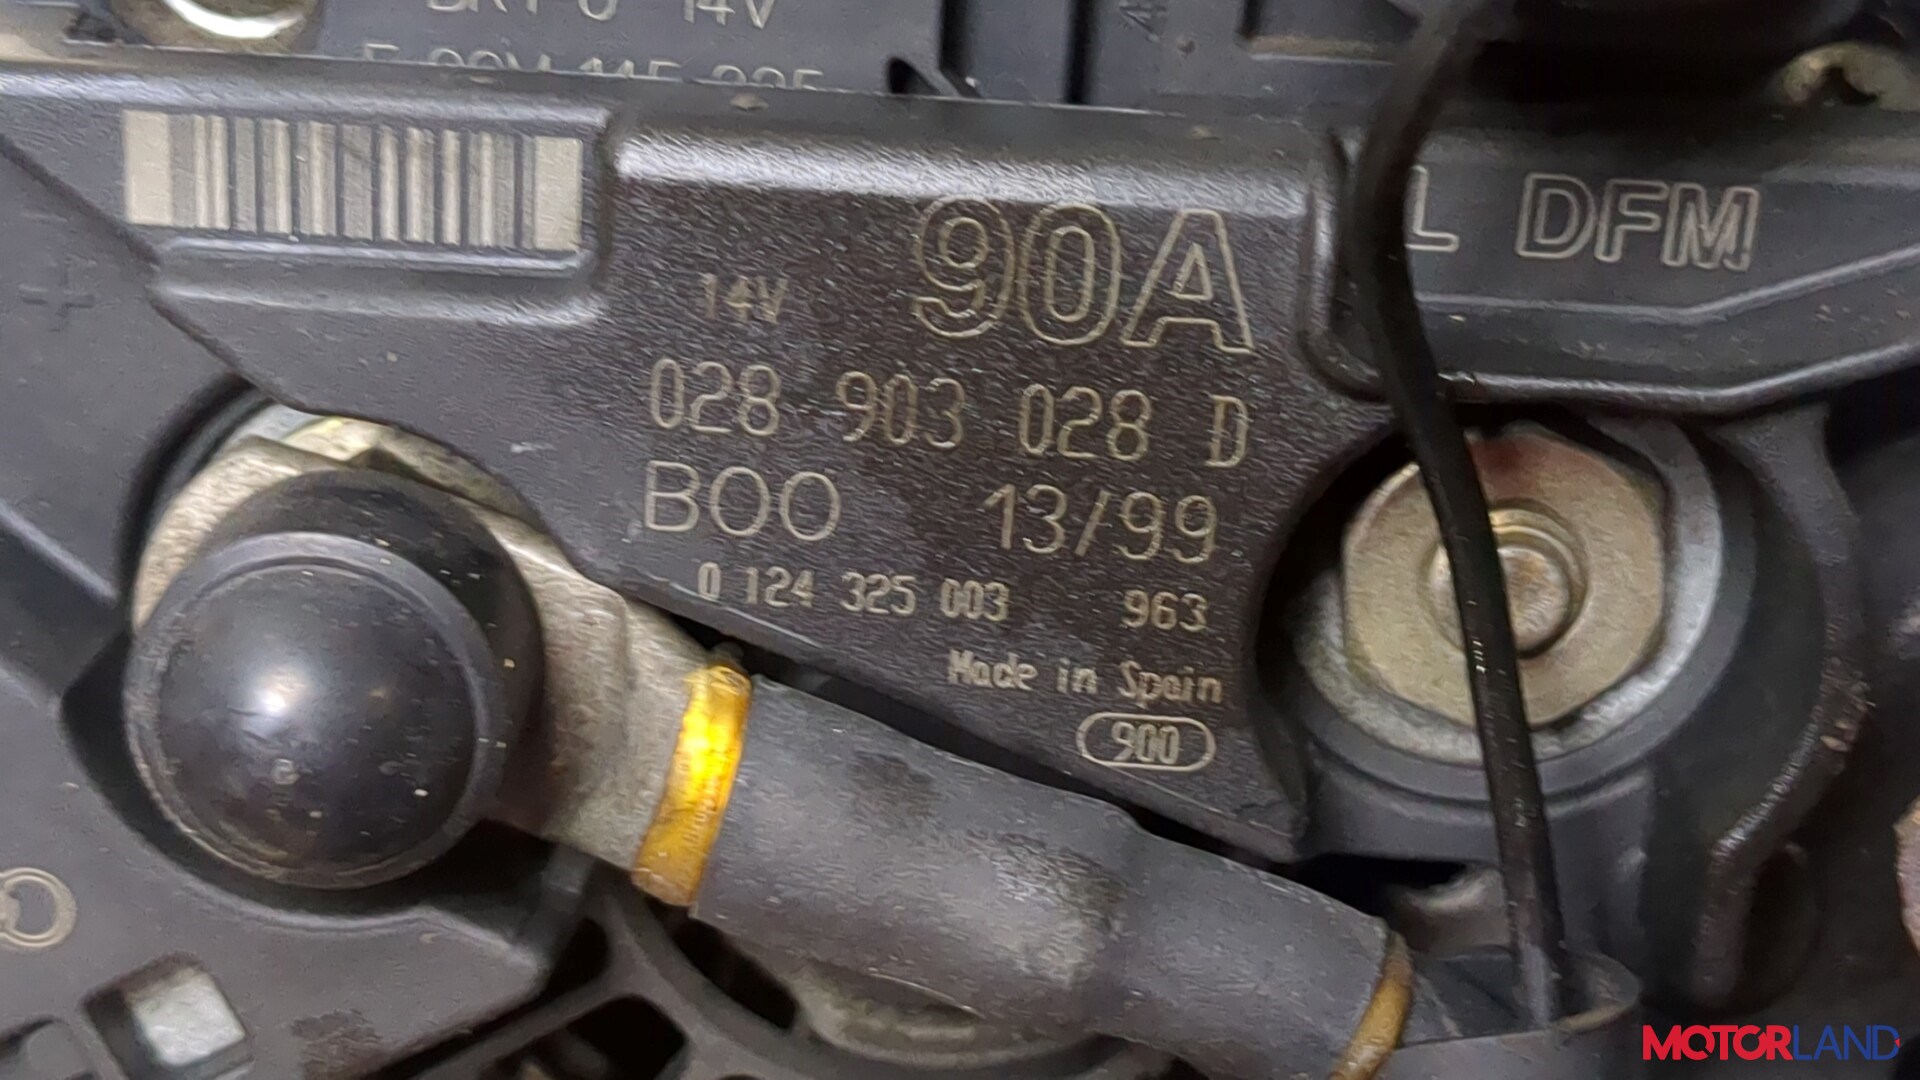 14V
90A
L DFM
14V
028 903 028 D
BOO 13/99
0 124 325 003 963
Made in Spain
900
MOTORLAND